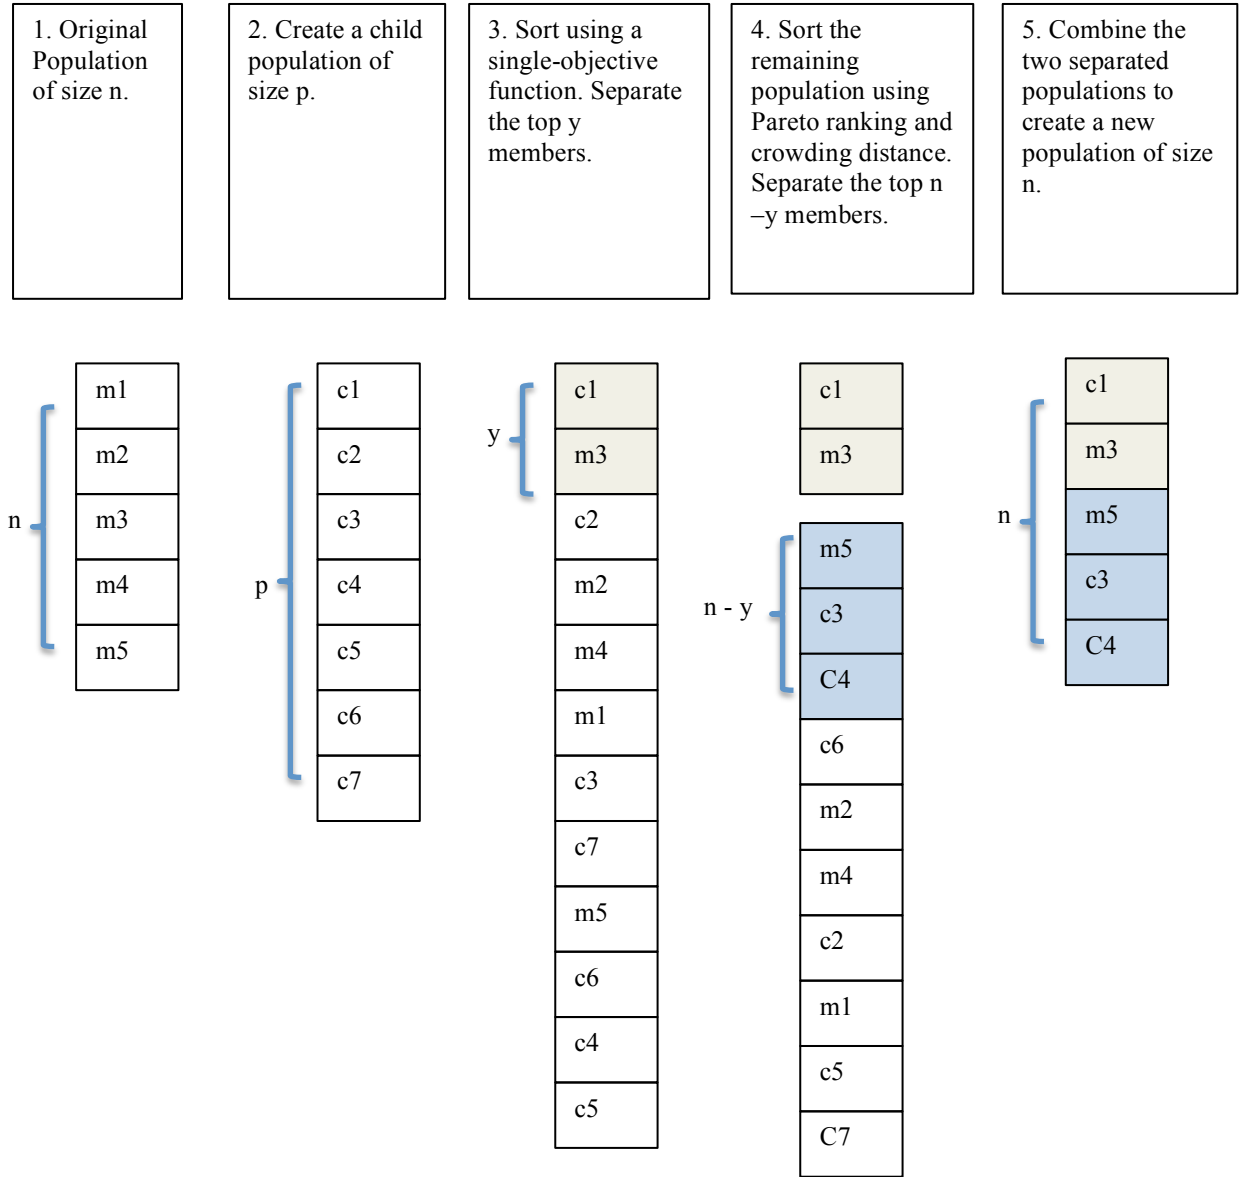 1. Original
Population
of size n.
2. Create a child
population of
size p.
3. Sort using a
single-objective
function. Separate
the top y
members.
4. Sort the
remaining
population using
Pareto ranking and
crowding distance.
Separate the top n
–y members.
5. Combine the
two separated
populations to
create a new
population of size
n.
n
m1
m2
m3
m4
m5
p
c1
c2
c3
c4
c5
c6
c7
y
c1
m3
c2
m2
m4
m1
c3
c7
m5
c6
c4
c5
c1
m3
n - y
m5
c3
C4
c6
m2
m4
c2
m1
c5
C7
n
c1
m3
m5
c3
C4